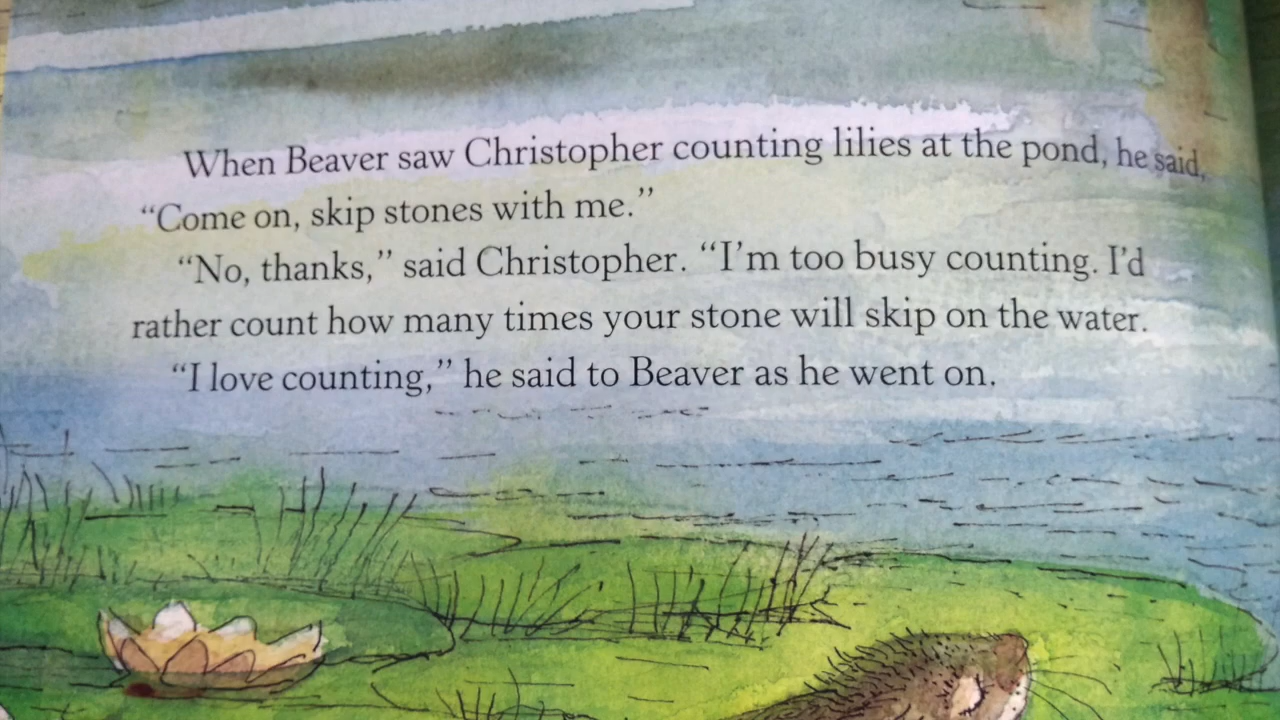 When Beaver saw Christopher counting lilies at the pond, he said,
“Come on, skip stones with me.”
“No, thanks,” said Christopher. “I’m too busy counting. I’d
rather count how many times your stone will skip on the water.
“I love counting,” he said to Beaver as he went on.